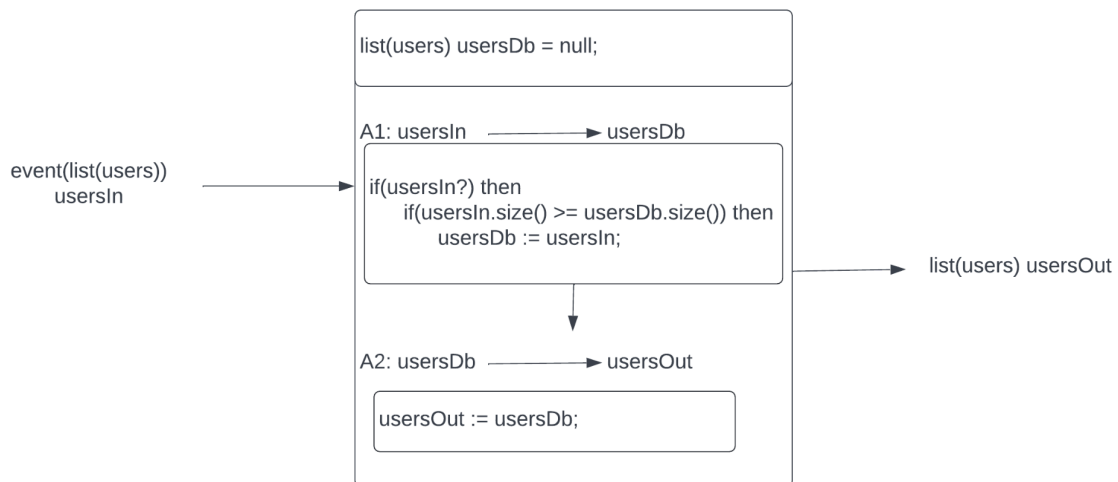 list(users) usersDb = null;
A1: usersIn usersDb
event(list(users))
usersIn
if(usersIn?) then
if(usersIn.size() >= usersDb.size()) then
usersDb := usersIn;
list(users) usersOut
A2: usersDb usersOut
usersOut := usersDb;